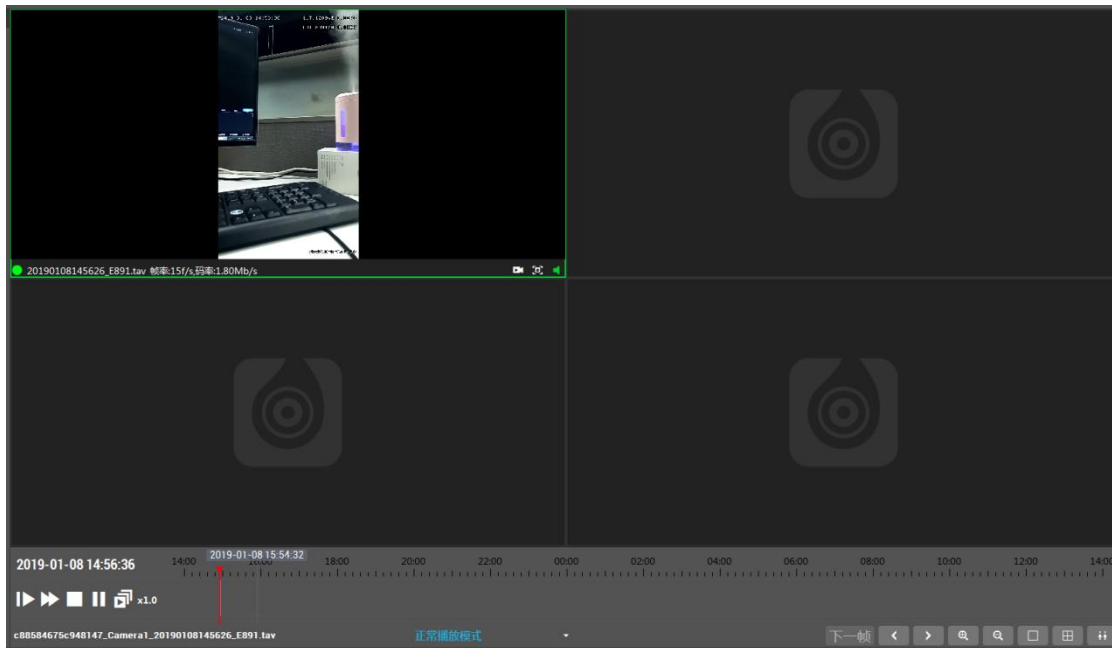 20190108145626_E891.tav 帧率:15f/s,码率:1.80Mb/s
2019-01-08 15:54:32
2019-01-08 14:56:36
14:00 18:00 20:00 22:00 00:00 02:00 04:00 06:00 08:00 10:00 12:00 14:00
x1.0
c88584675c948147_Camera1_20190108145626_E891.tav 正常播放模式 下一帧